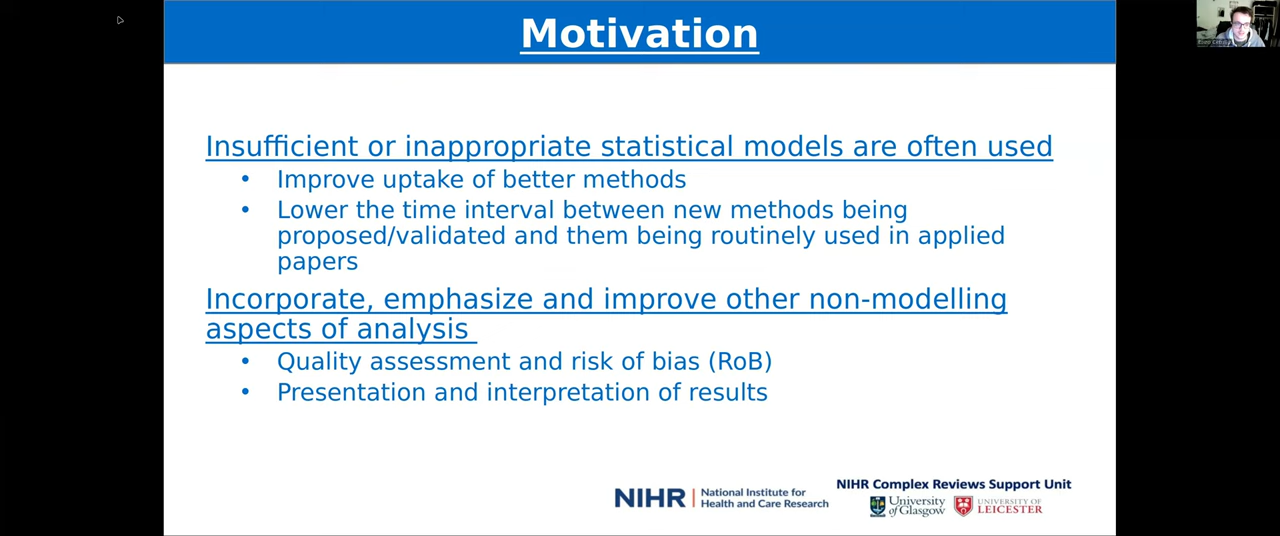 Motivation
Insufficient or inappropriate statistical models are often used
• Improve uptake of better methods
• Lower the time interval between new methods being
proposed/validated and them being routinely used in applied
papers
Incorporate, emphasize and improve other non-modelling
aspects of analysis
• Quality assessment and risk of bias (RoB)
• Presentation and interpretation of results
NIHR | National Institute for
Health and Care Research
NIHR Complex Reviews Support Unit
University
of Glasgow
UNIVERSITY OF
LEICESTER